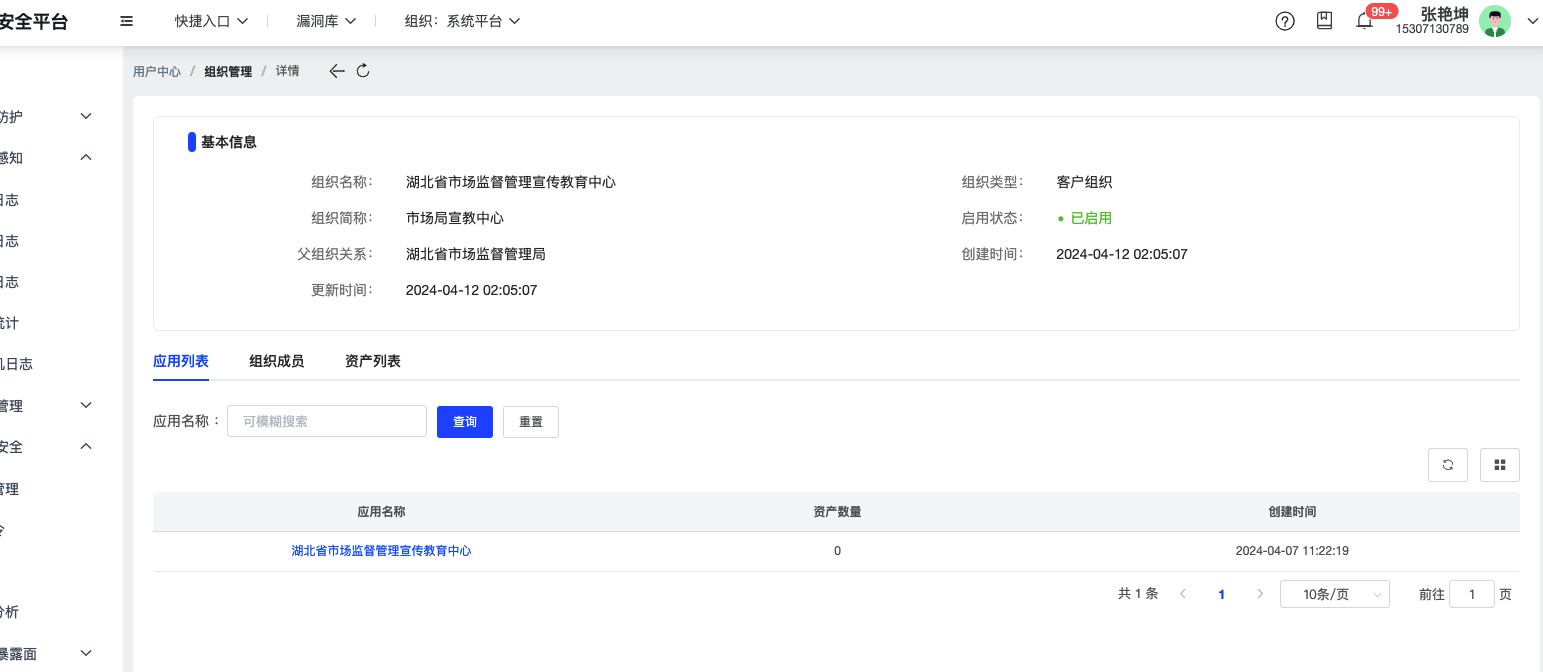 安全平台
快捷入口
漏洞库
组织：系统平台
99+
张艳坤
15307130789
用户中心 / 组织管理 / 详情
防护
感知
日志
日志
日志
统计
机日志
管理
安全
管理
令
分析
暴露面
基本信息
组织名称：湖北省市场监督管理宣传教育中心
组织类型：客户组织
组织简称：市场局宣教中心
启用状态：已启用
父组织关系：湖北省市场监督管理局
创建时间：2024-04-12 02:05:07
更新时间：2024-04-12 02:05:07
应用列表 组织成员 资产列表
应用名称： 可模糊搜索 查询 重置
应用名称 资产数量 创建时间
湖北省市场监督管理宣传教育中心 0 2024-04-07 11:22:19
共 1 条 1 10条/页 前往 1 页